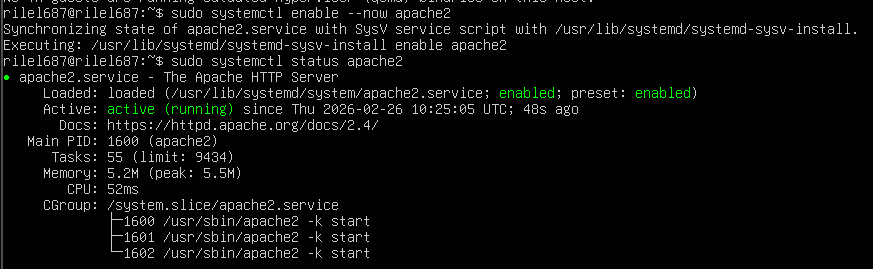 rilel687@rilel687:~$ sudo systemctl enable --now apache2
Synchronizing state of apache2.service with SysV service script with /usr/lib/systemd/systemd-sysv-install.
Executing: /usr/lib/systemd/systemd-sysv-install enable apache2
rilel687@rilel687:~$ sudo systemctl status apache2
● apache2.service - The Apache HTTP Server
Loaded: loaded (/usr/lib/systemd/system/apache2.service; enabled; preset: enabled)
Active: active (running) since Thu 2026-02-26 10:25:05 UTC; 48s ago
Docs: https://httpd.apache.org/docs/2.4/
Main PID: 1600 (apache2)
Tasks: 55 (limit: 9434)
Memory: 5.2M (peak: 5.5M)
CPU: 52ms
CGroup: /system.slice/apache2.service
├─1600 /usr/sbin/apache2 -k start
├─1601 /usr/sbin/apache2 -k start
└─1602 /usr/sbin/apache2 -k start